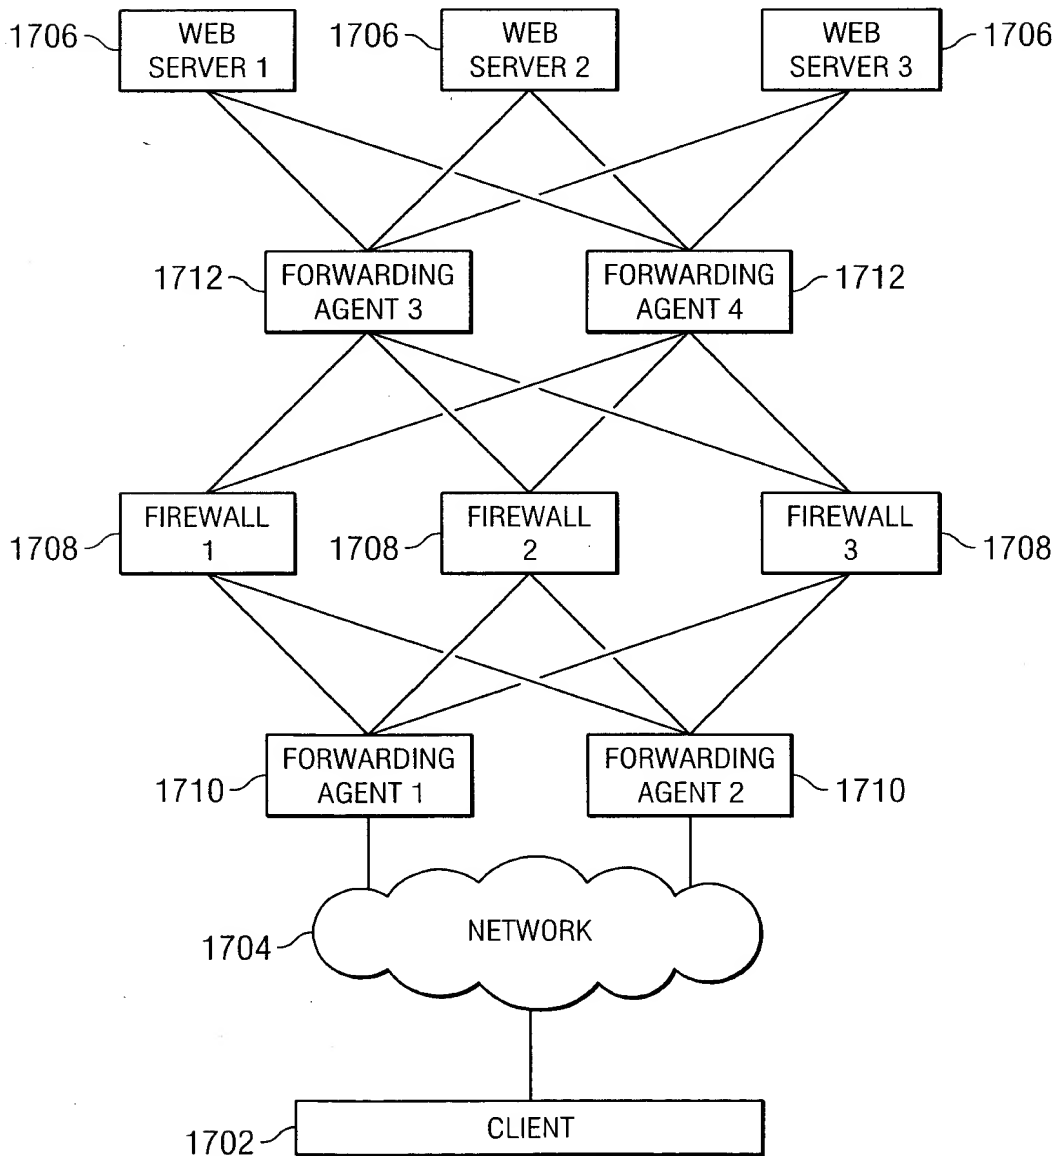 1706 WEB SERVER 1
1706 WEB SERVER 2
WEB SERVER 3 1706
1712 FORWARDING AGENT 3
FORWARDING AGENT 4 1712
1708 FIREWALL 1
1708 FIREWALL 2
FIREWALL 3 1708
1710 FORWARDING AGENT 1
FORWARDING AGENT 2 1710
1704 NETWORK
1702 CLIENT